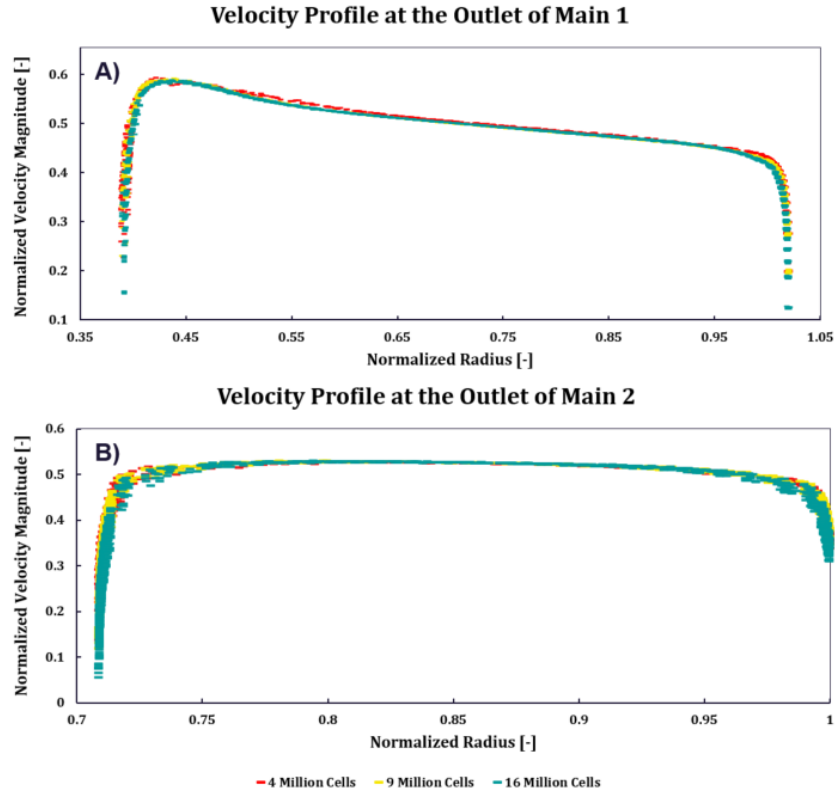 Velocity Profile at the Outlet of Main 1
A)
Normalized Velocity Magnitude [-]
0.6
0.5
0.4
0.3
0.2
0.1
0.35 0.45 0.55 0.65 0.75 0.85 0.95 1.05
Normalized Radius [-]
Velocity Profile at the Outlet of Main 2
B)
Normalized Velocity Magnitude [-]
0.6
0.5
0.4
0.3
0.2
0.1
0
0.7 0.75 0.8 0.85 0.9 0.95 1
Normalized Radius [-]
4 Million Cells 9 Million Cells 16 Million Cells